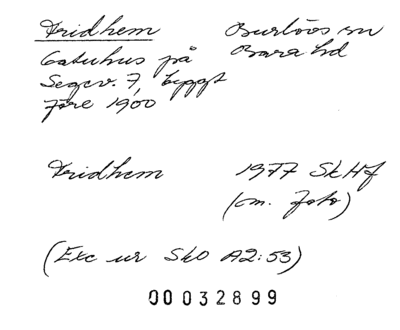 Fridhem Burlövs sn
Gatuhus på Bara hd
Segev. 7, byggt
före 1900
Fridhem 1977 SkHf
(m. foto)
(Exc ur SkO A2:53)
00032899